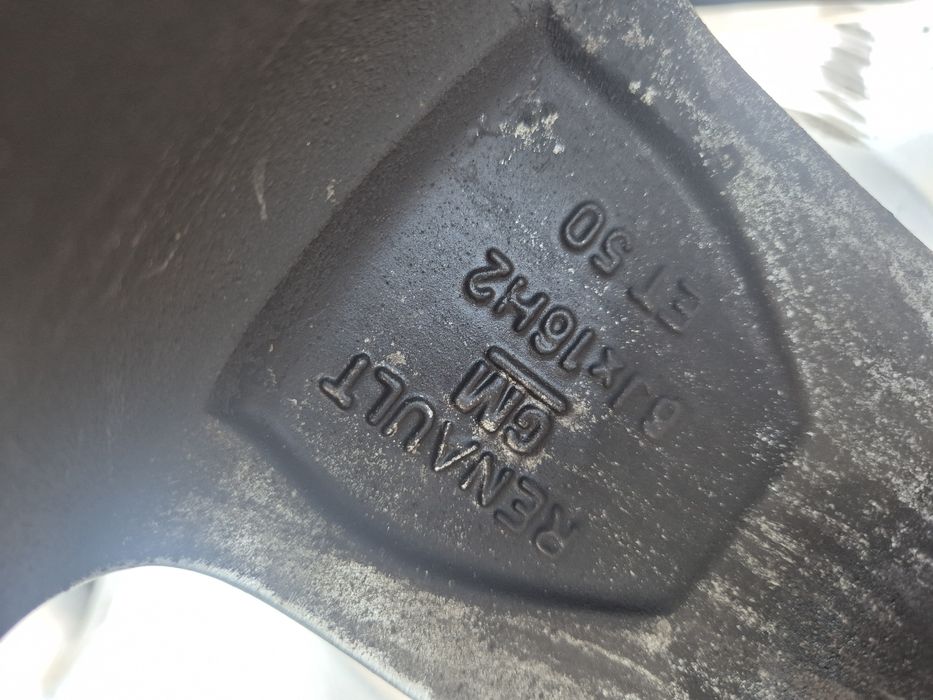 ET 50
6Jx16H2
GM
RENAULT